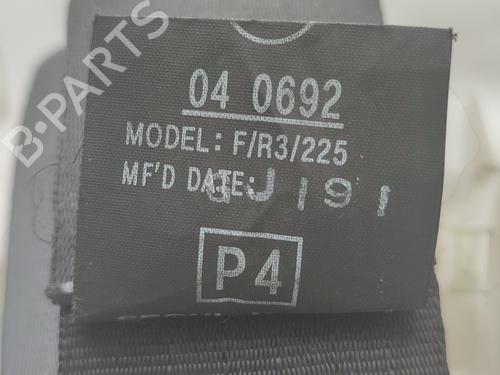 B-PARTS
04 0692
MODEL: F/R3/225
MF'D DATE:
P4